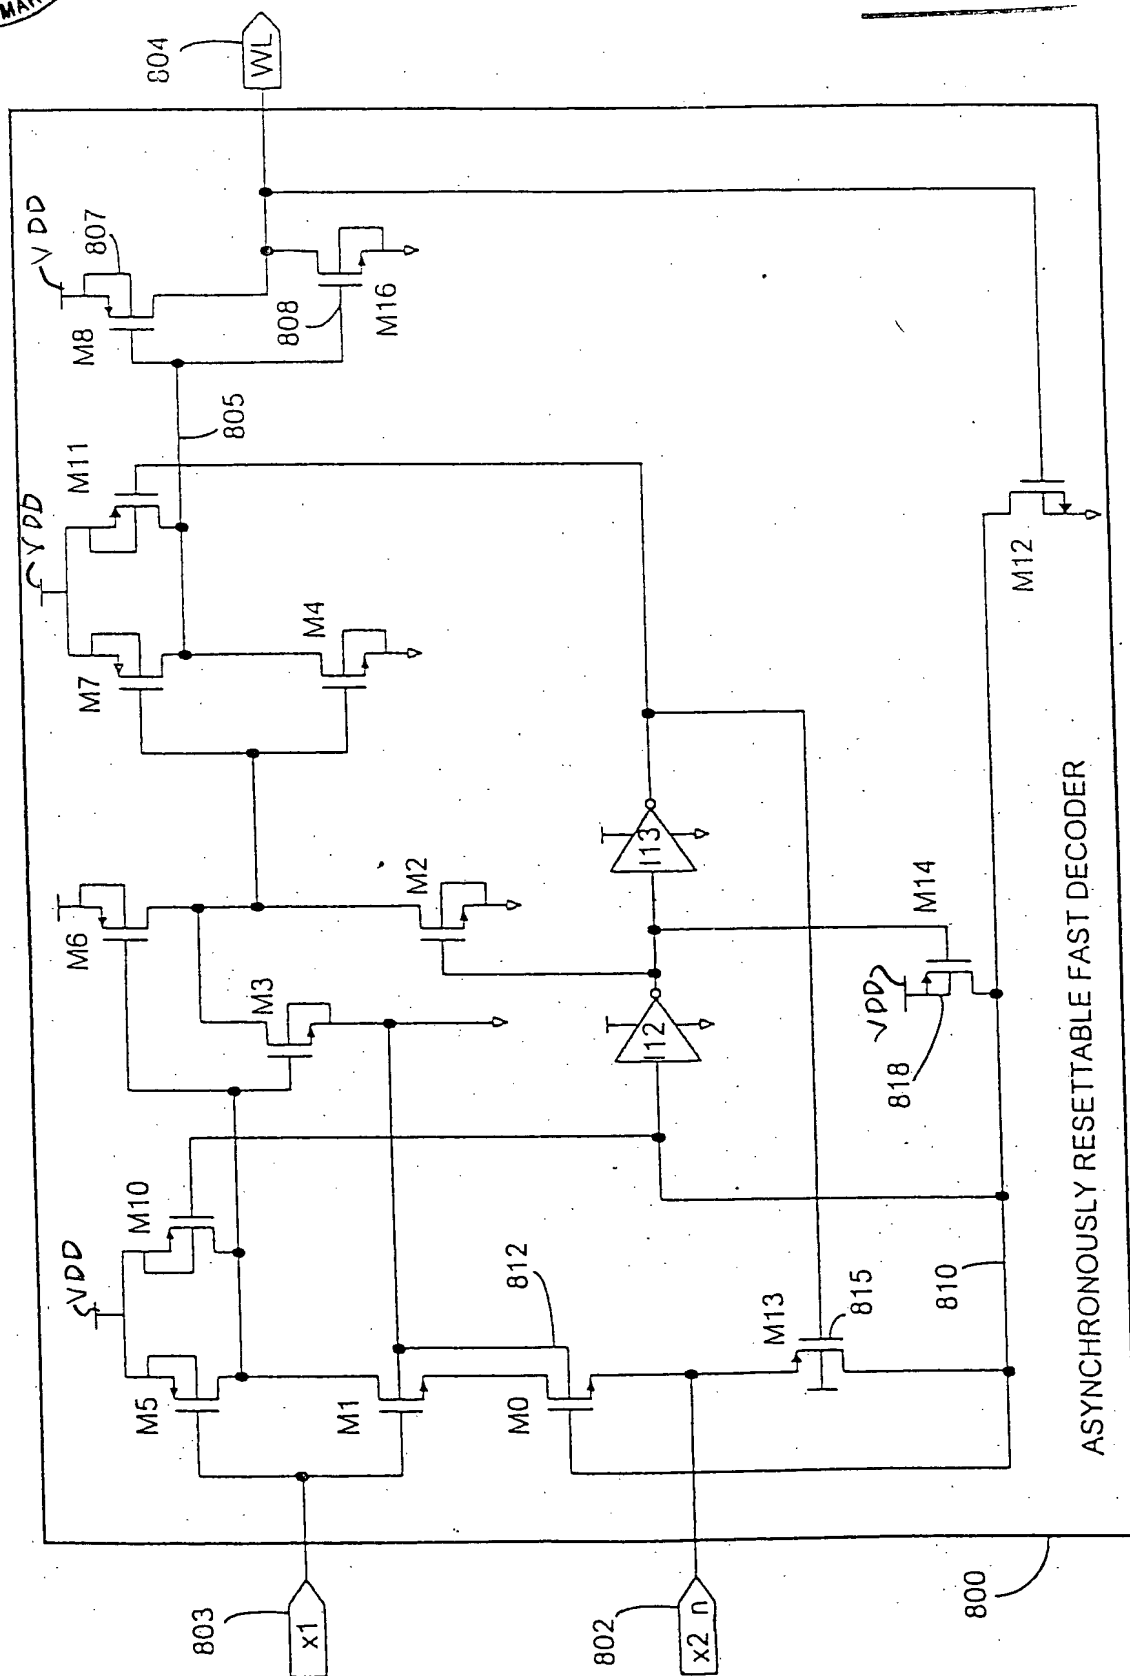 MAR
804
WL
VDD
807
M8
808
M16
VDD
M11
805
M7
M4
M6
M3
M2
I13
I12
M14
VDD
818
M12
VDD
M10
M5
M1
M0
812
M13
815
810
803
x1
802
x2_n
800
ASYNCHRONOUSLY RESETTABLE FAST DECODER